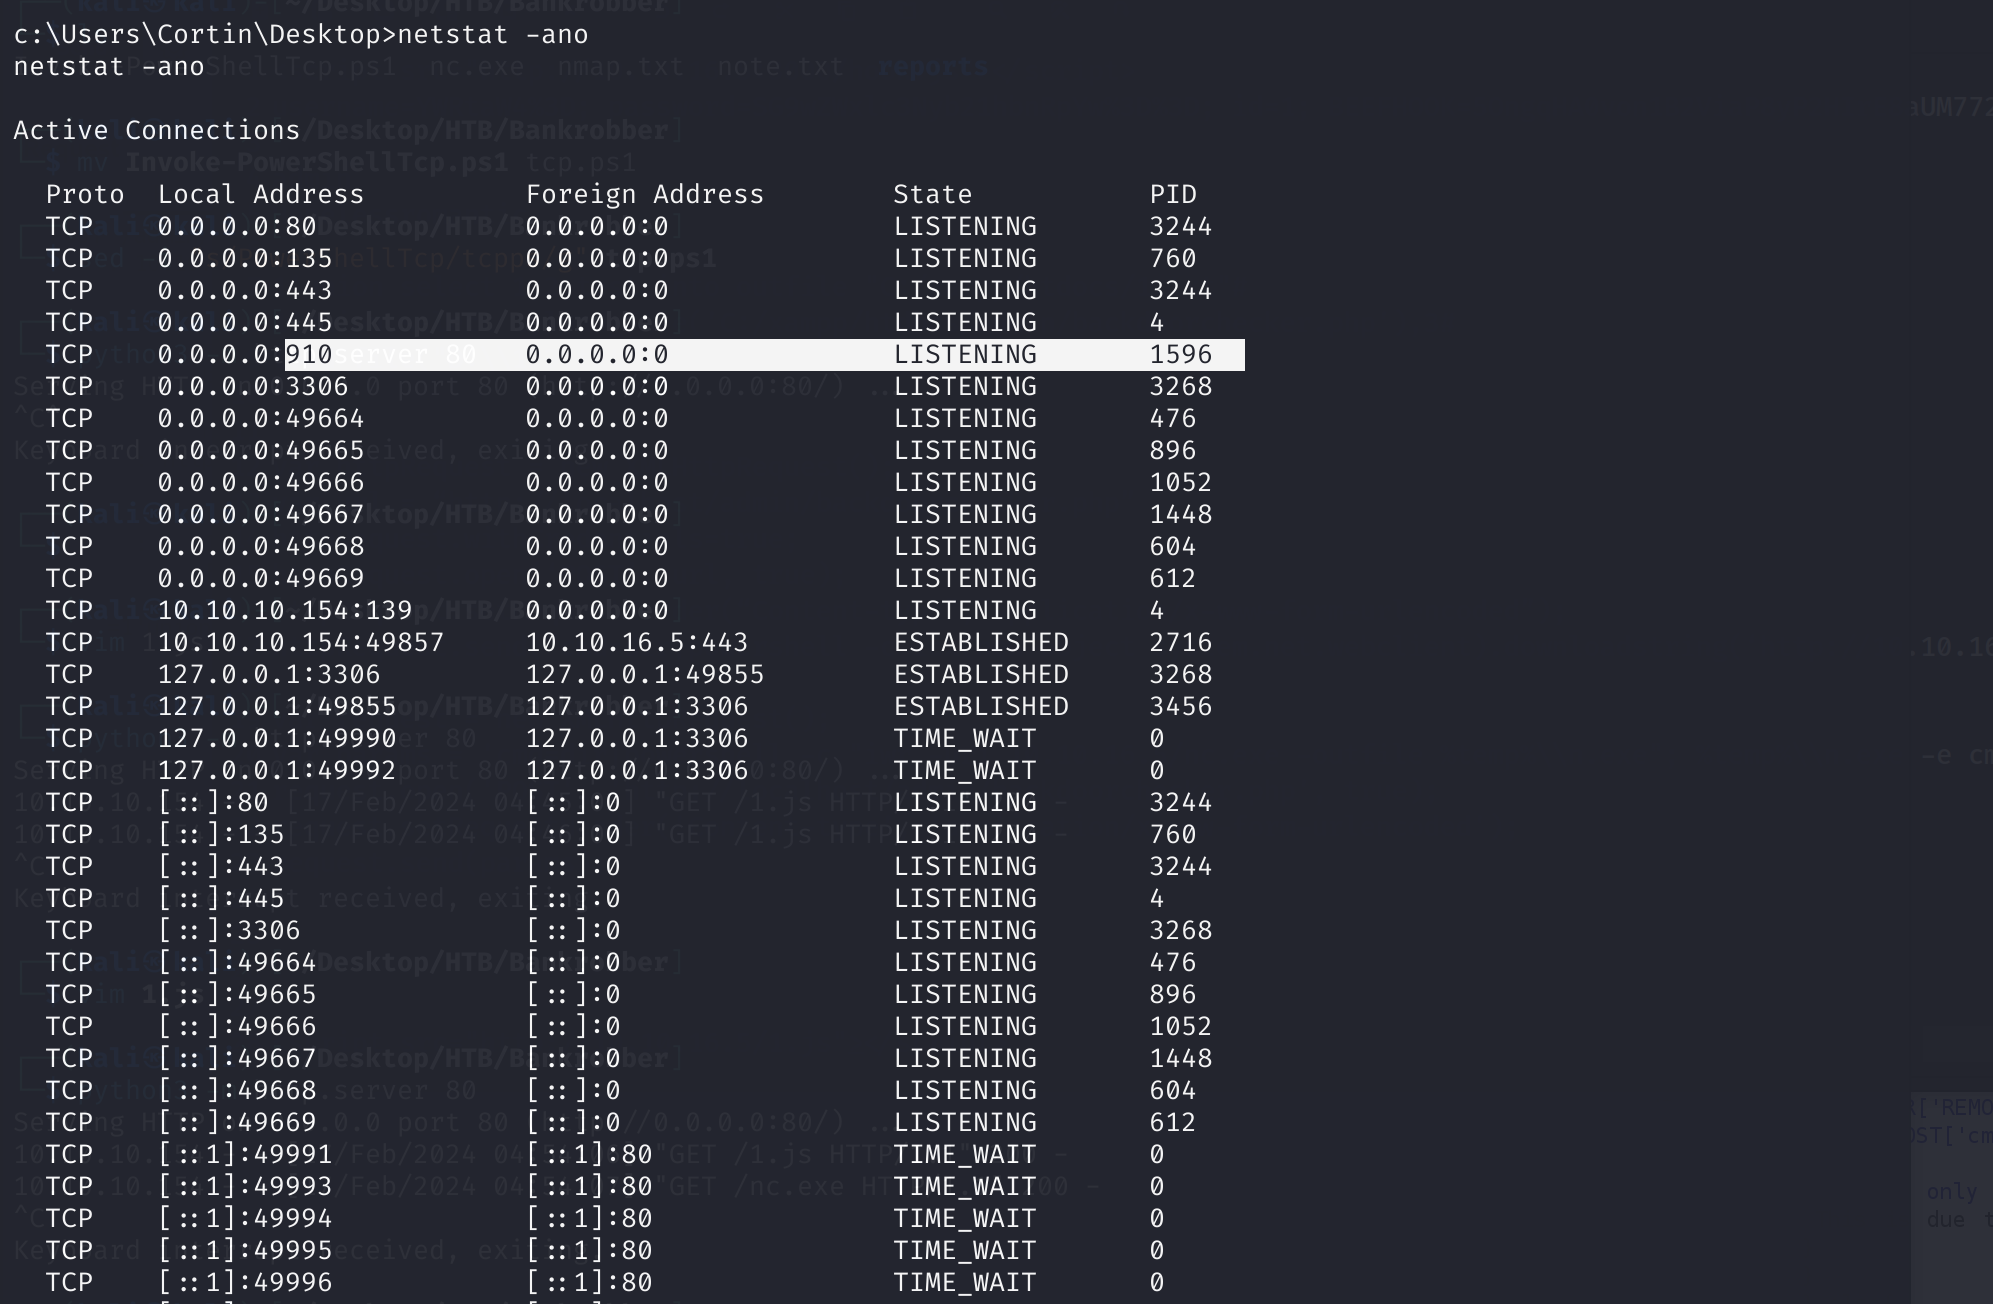 c:\Users\Cortin\Desktop>netstat -ano
netstat -ano
Active Connections
Proto  Local Address          Foreign Address        State           PID
TCP    0.0.0.0:80             0.0.0.0:0              LISTENING       3244
TCP    0.0.0.0:135            0.0.0.0:0              LISTENING       760
TCP    0.0.0.0:443            0.0.0.0:0              LISTENING       3244
TCP    0.0.0.0:445            0.0.0.0:0              LISTENING       4
TCP    0.0.0.0:910            0.0.0.0:0              LISTENING       1596
TCP    0.0.0.0:3306           0.0.0.0:0              LISTENING       3268
TCP    0.0.0.0:49664          0.0.0.0:0              LISTENING       476
TCP    0.0.0.0:49665          0.0.0.0:0              LISTENING       896
TCP    0.0.0.0:49666          0.0.0.0:0              LISTENING       1052
TCP    0.0.0.0:49667          0.0.0.0:0              LISTENING       1448
TCP    0.0.0.0:49668          0.0.0.0:0              LISTENING       604
TCP    0.0.0.0:49669          0.0.0.0:0              LISTENING       612
TCP    10.10.10.154:139       0.0.0.0:0              LISTENING       4
TCP    10.10.10.154:49857     10.10.16.5:443         ESTABLISHED     2716
TCP    127.0.0.1:3306         127.0.0.1:49855        ESTABLISHED     3268
TCP    127.0.0.1:49855        127.0.0.1:3306         ESTABLISHED     3456
TCP    127.0.0.1:49990        127.0.0.1:3306         TIME_WAIT       0
TCP    127.0.0.1:49992        127.0.0.1:3306         TIME_WAIT       0
TCP    [::]:80                [::]:0                 LISTENING       3244
TCP    [::]:135               [::]:0                 LISTENING       760
TCP    [::]:443               [::]:0                 LISTENING       3244
TCP    [::]:445               [::]:0                 LISTENING       4
TCP    [::]:3306              [::]:0                 LISTENING       3268
TCP    [::]:49664             [::]:0                 LISTENING       476
TCP    [::]:49665             [::]:0                 LISTENING       896
TCP    [::]:49666             [::]:0                 LISTENING       1052
TCP    [::]:49667             [::]:0                 LISTENING       1448
TCP    [::]:49668             [::]:0                 LISTENING       604
TCP    [::]:49669             [::]:0                 LISTENING       612
TCP    [::1]:49991            [::1]:80               TIME_WAIT       0
TCP    [::1]:49993            [::1]:80               TIME_WAIT       0
TCP    [::1]:49994            [::1]:80               TIME_WAIT       0
TCP    [::1]:49995            [::1]:80               TIME_WAIT       0
TCP    [::1]:49996            [::1]:80               TIME_WAIT       0